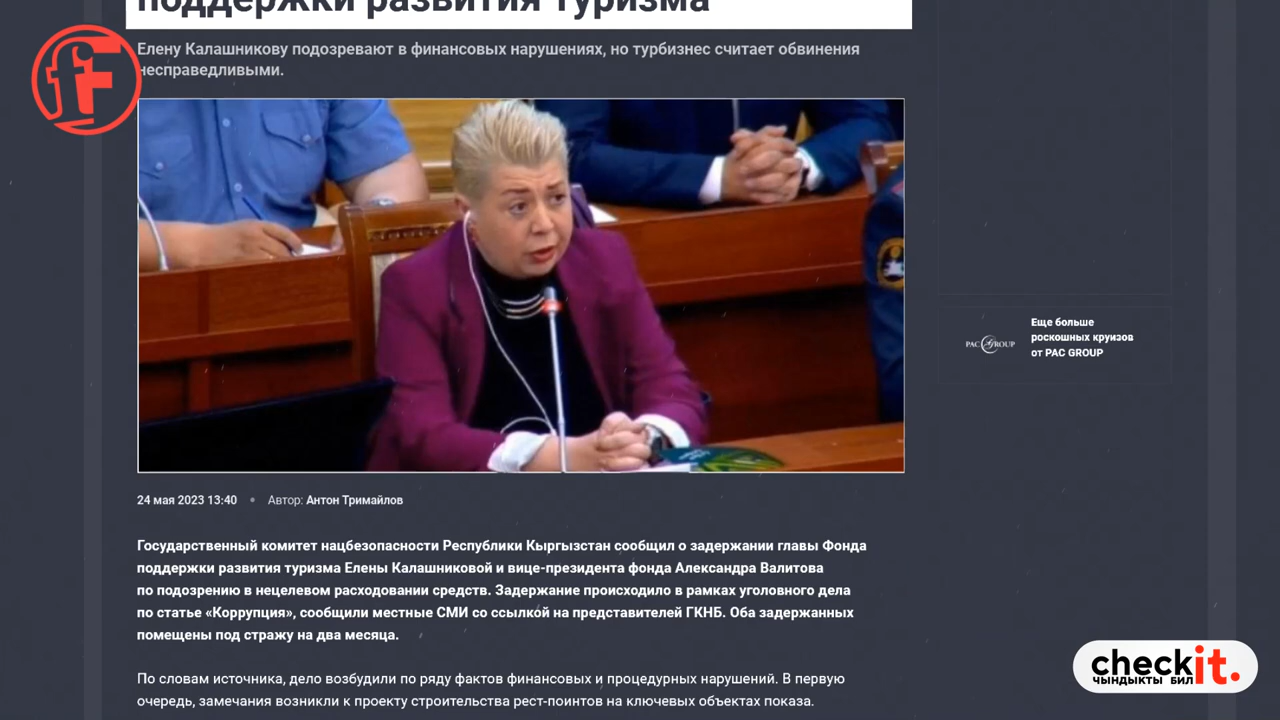 поддержки развития туризма
Елену Калашникову подозревают в финансовых нарушениях, но турбизнес считает обвинения
несправедливыми.
24 мая 2023 13:40 • Автор: Антон Тримайлов
Государственный комитет нацбезопасности Республики Кыргызстан сообщил о задержании главы Фонда
поддержки развития туризма Елены Калашниковой и вице-президента фонда Александра Валитова
по подозрению в нецелевом расходовании средств. Задержание происходило в рамках уголовного дела
по статье «Коррупция», сообщили местные СМИ со ссылкой на представителей ГКНБ. Оба задержанных
помещены под стражу на два месяца.
По словам источника, дело возбудили по ряду фактов финансовых и процедурных нарушений. В первую
очередь, замечания возникли к проекту строительства рест-поинтов на ключевых объектах показа.
PAC GROUP
Еще больше
роскошных круизов
от PAC GROUP
checkit.
ЧЫНДЫКТЫ БИЛ